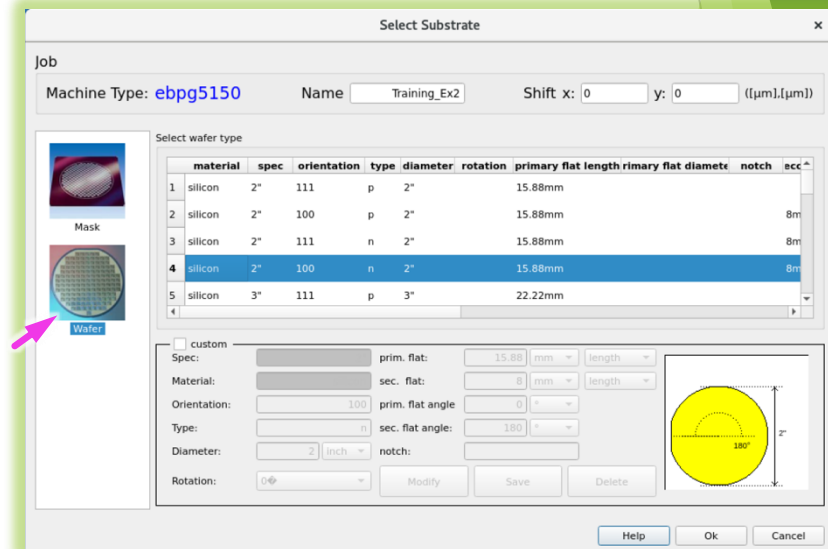 Select Substrate ×
Job
Machine Type: ebpg5150 Name Training_Ex2 Shift x: 0 y: 0 ([µm],[µm])
Select wafer type
material spec orientation type diameter rotation primary flat length rimary flat diamete notch ecc
1 silicon 2" 111 p 2" 15.88mm
2 silicon 2" 100 p 2" 15.88mm 8m
3 silicon 2" 111 n 2" 15.88mm 8m
4 silicon 2" 100 n 2" 15.88mm 8m
5 silicon 3" 111 p 3" 22.22mm
Mask
Wafer
custom
Spec: prim. flat: 15.88 mm length
Material: sec. flat: 8 mm length
Orientation: 100 prim. flat angle 0 °
Type: n sec. flat angle: 180 °
Diameter: 2 inch notch:
Rotation: 0� Modify Save Delete
180° 2"
Help Ok Cancel